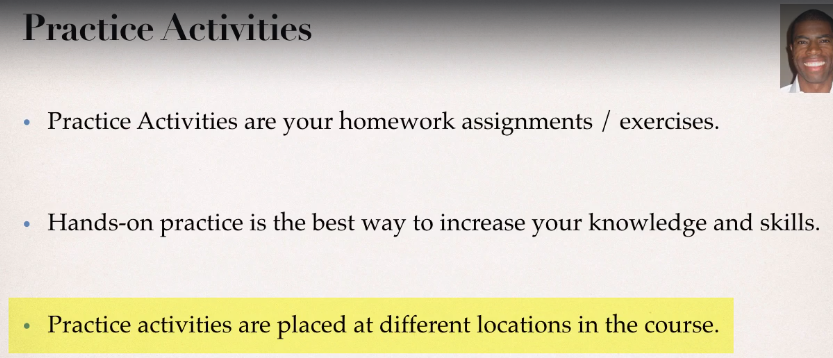 Practice Activities
• Practice Activities are your homework assignments / exercises.
• Hands-on practice is the best way to increase your knowledge and skills.
• Practice activities are placed at different locations in the course.